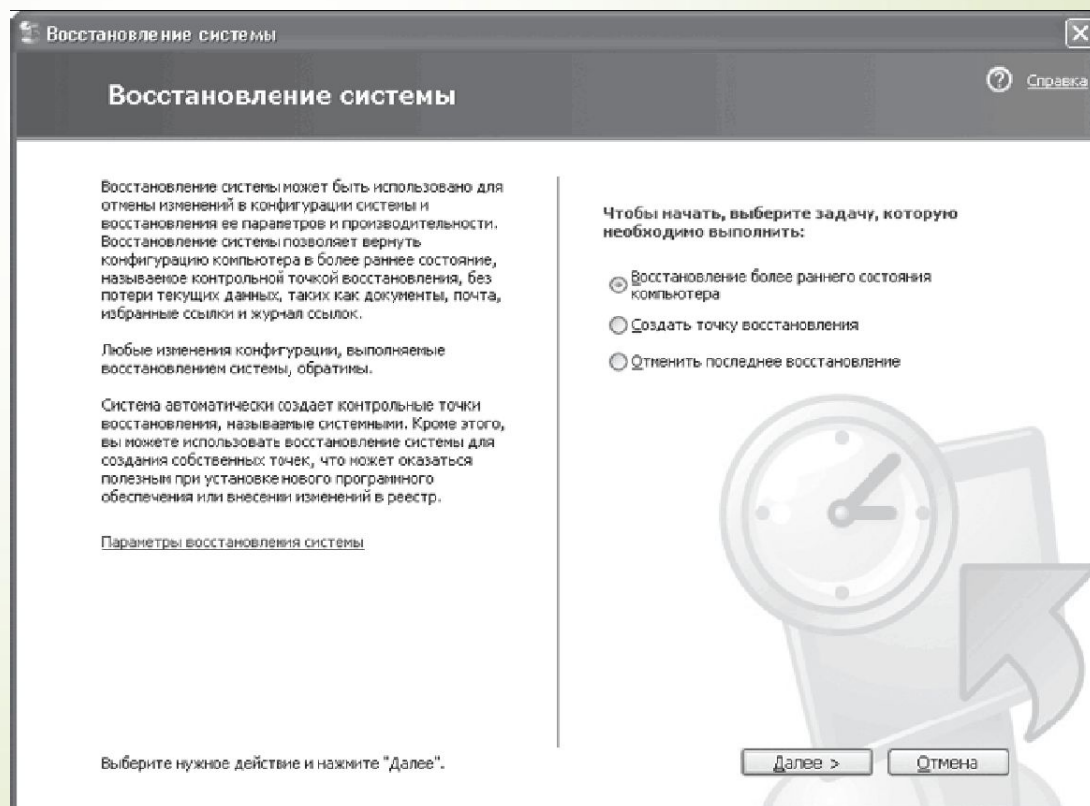 Восстановление системы
Восстановление системы
Справка
Восстановление системы может быть использовано для
отмены изменений в конфигурации системы и
восстановления ее параметров и производительности.
Восстановление системы позволяет вернуть
конфигурацию компьютера в более раннее состояние,
называемое контрольной точкой восстановления, без
потери текущих данных, таких как документы, почта,
избранные ссылки и журнал ссылок.
Любые изменения конфигурации, выполняемые
восстановлением системы, обратимы.
Система автоматически создает контрольные точки
восстановления, называемые системными. Кроме этого,
вы можете использовать восстановление системы для
создания собственных точек, что может оказаться
полезным при установке нового программного
обеспечения или внесении изменений в реестр.
Параметры восстановления системы
Выберите нужное действие и нажмите "Далее".
Чтобы начать, выберите задачу, которую
необходимо выполнить:
Восстановление более раннего состояния
компьютера
Создать точку восстановления
Отменить последнее восстановление
Далее >
Отмена